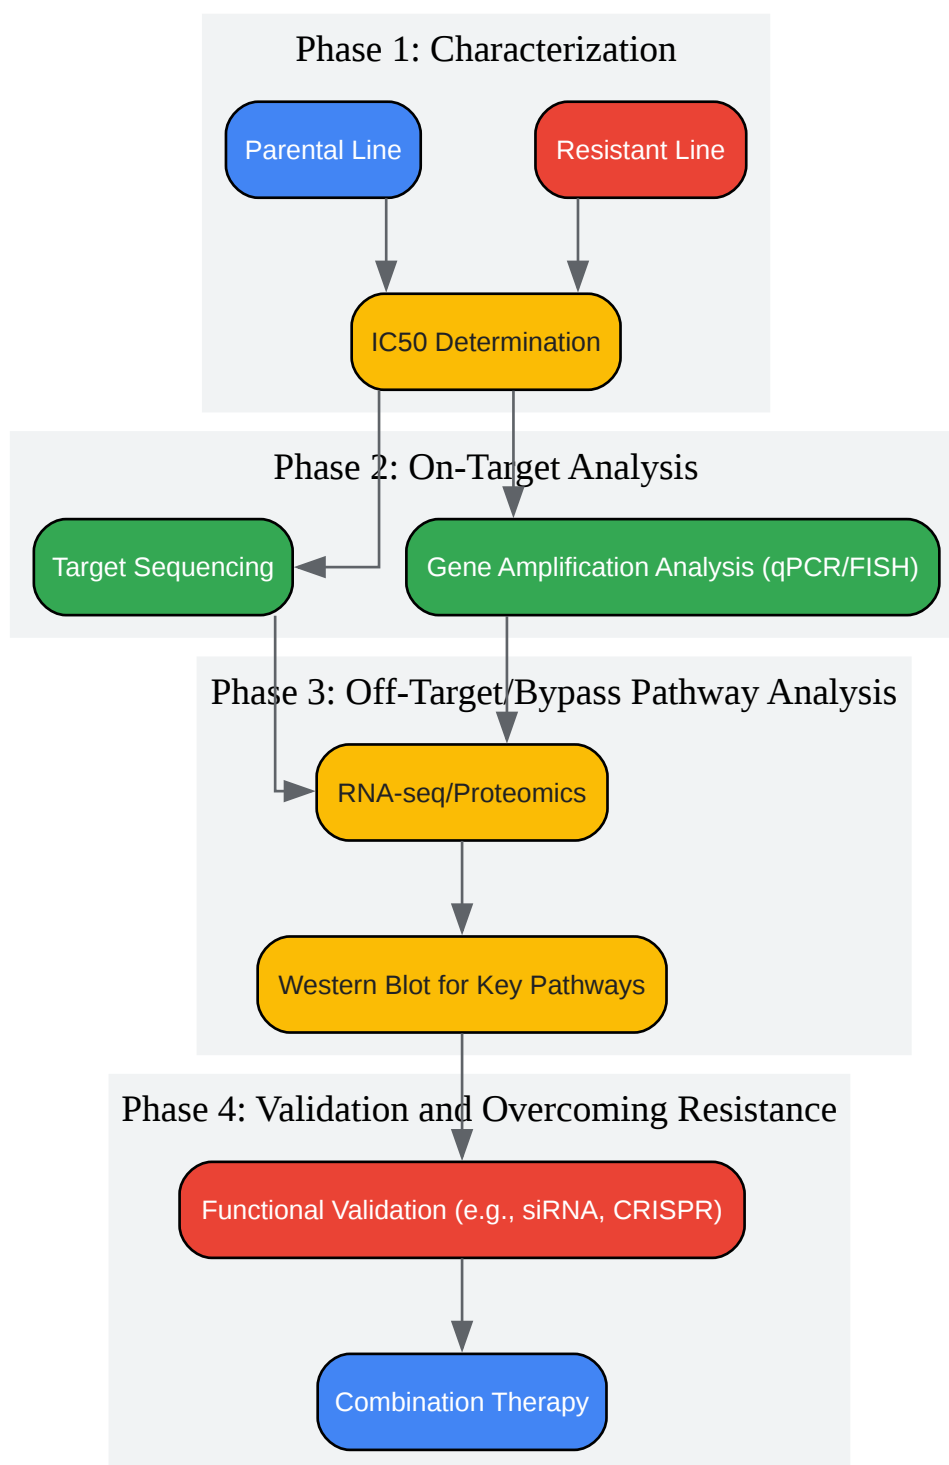 Phase 1: Characterization
Parental Line
Resistant Line
IC50 Determination
Phase 2: On-Target Analysis
Target Sequencing
Gene Amplification Analysis (qPCR/FISH)
Phase 3: Off-Target/Bypass Pathway Analysis
RNA-seq/Proteomics
Western Blot for Key Pathways
Phase 4: Validation and Overcoming Resistance
Functional Validation (e.g., siRNA, CRISPR)
Combination Therapy